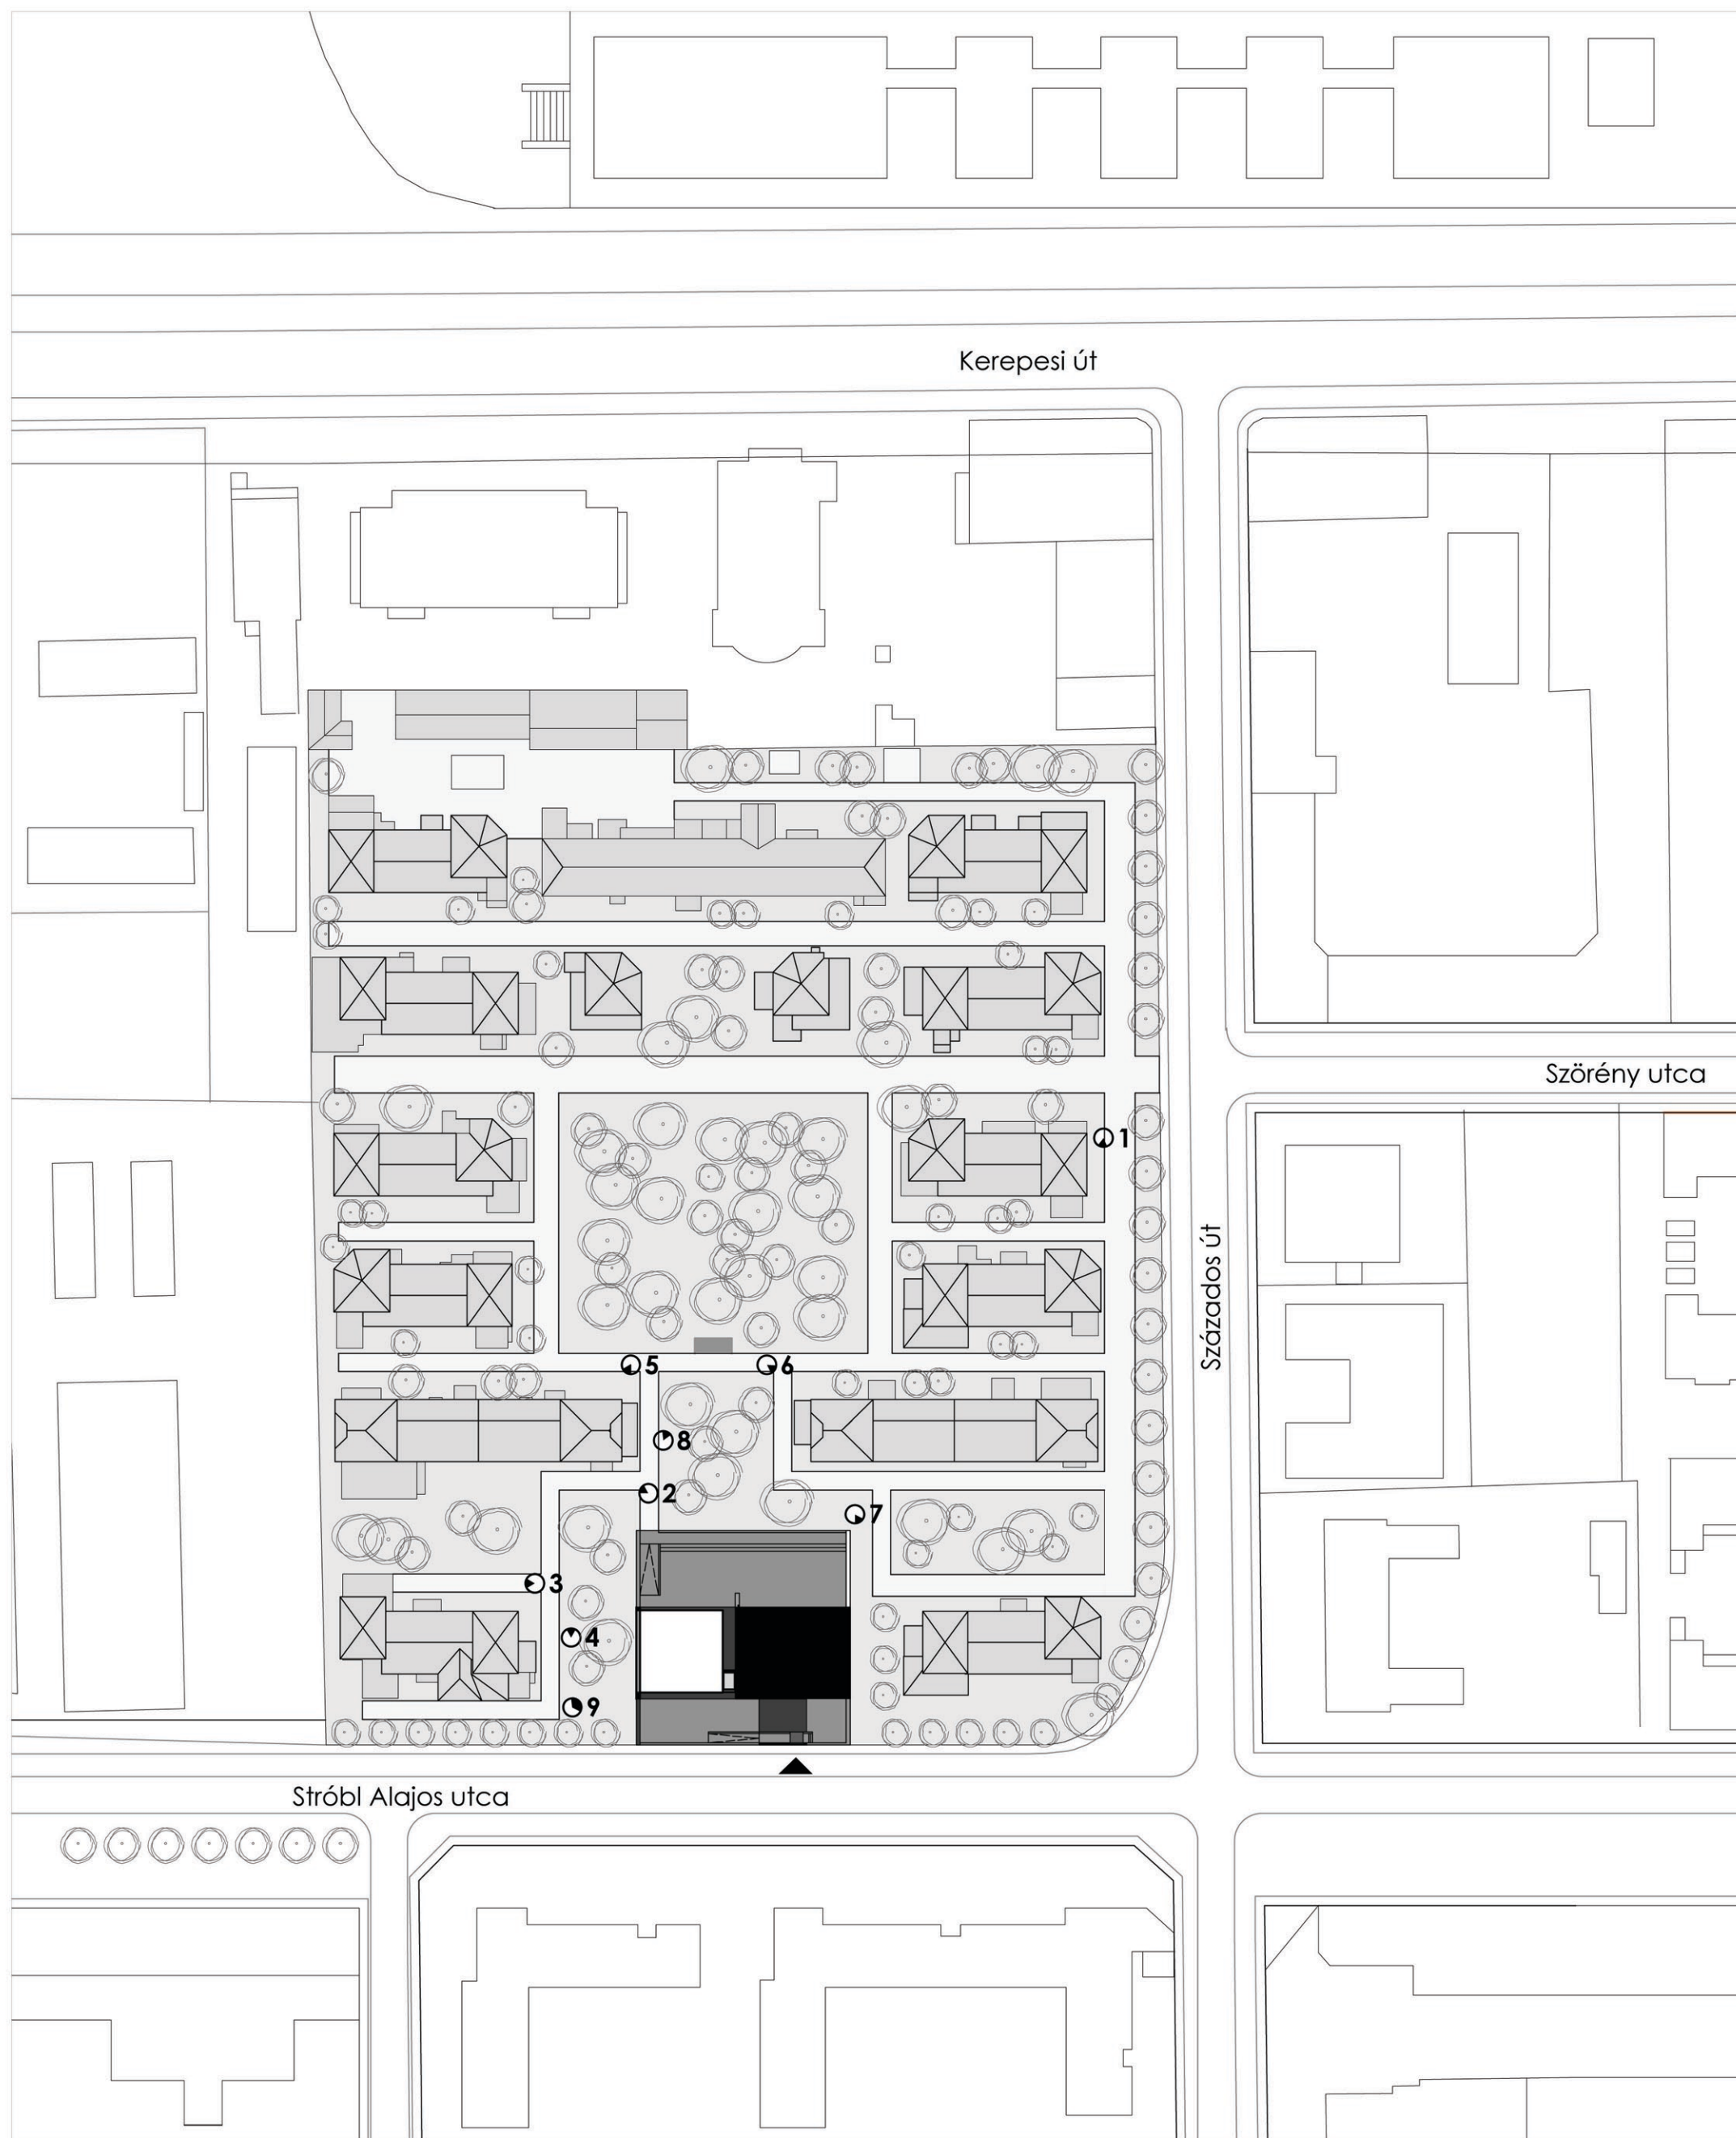 Kerepesi út
Szörény utca
1
Százados út
5
6
8
2
7
3
4
9
Stróbl Alajos utca